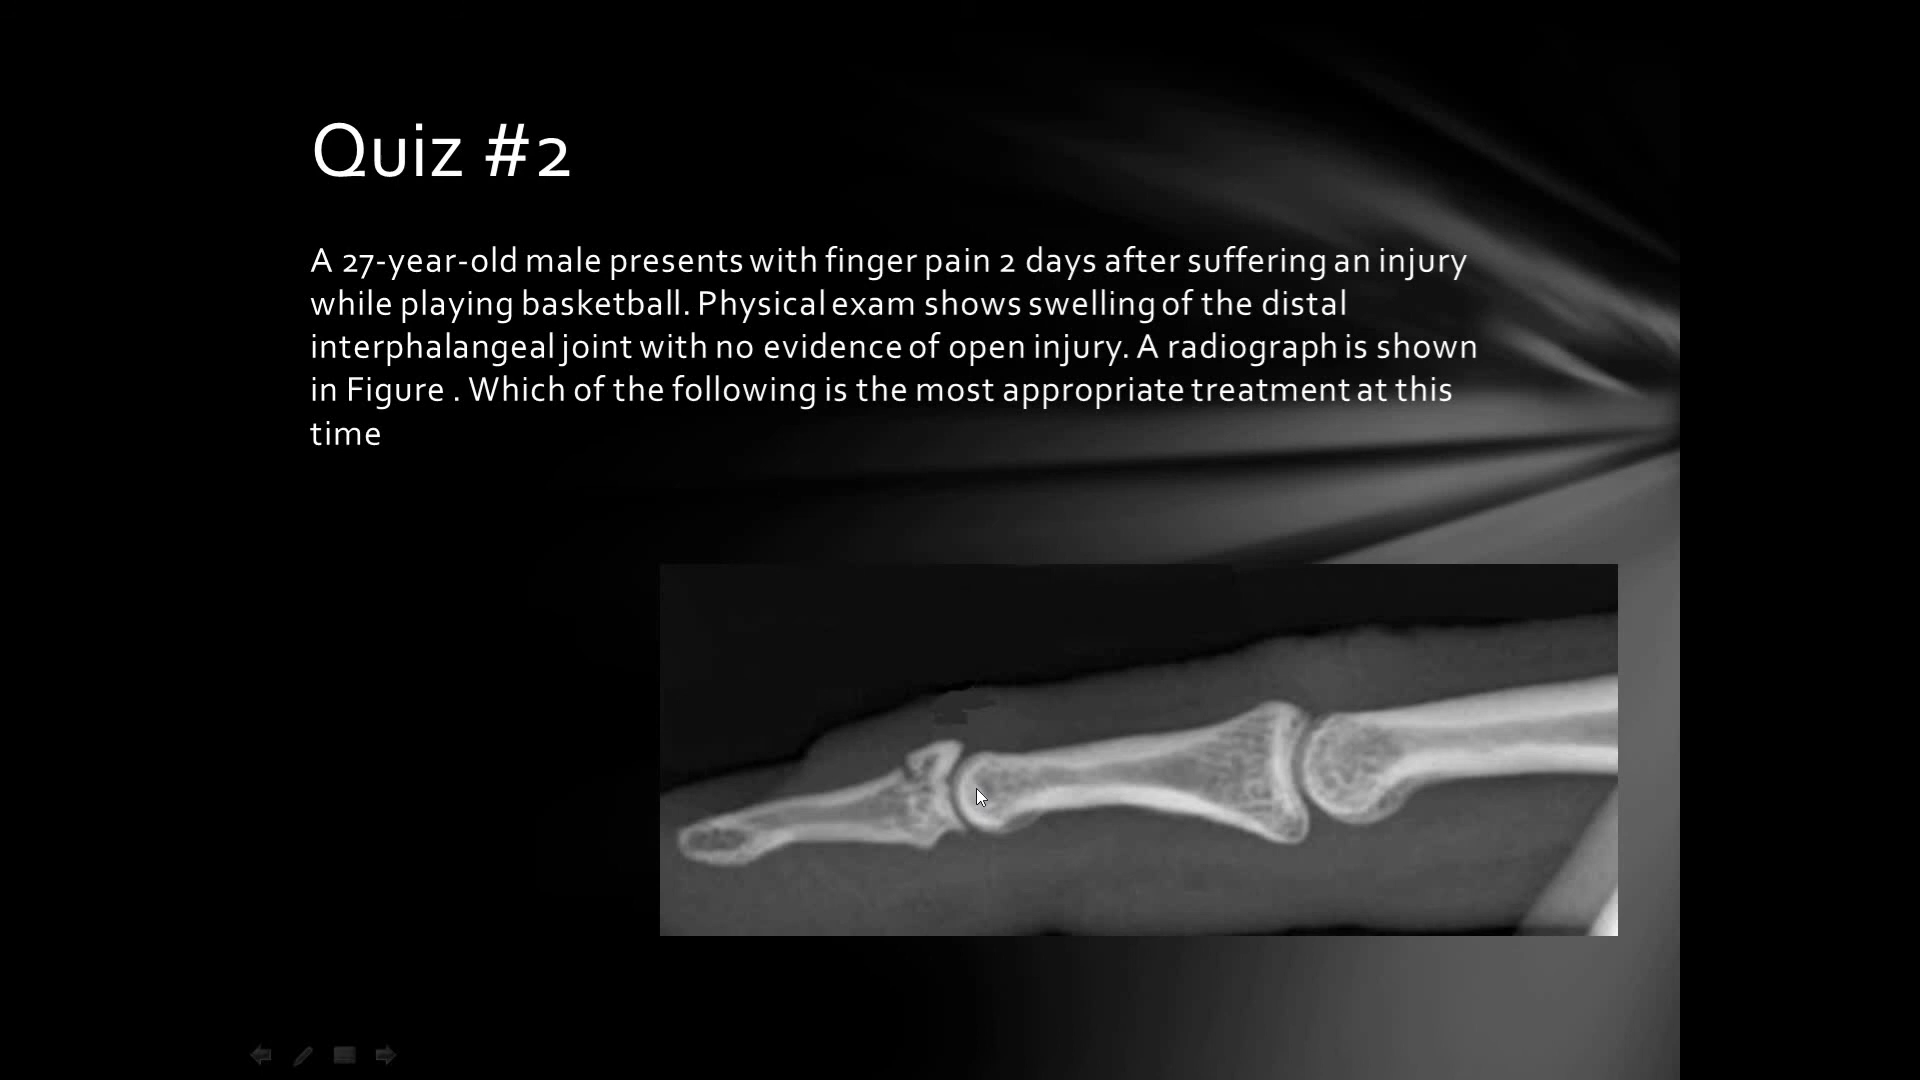 Quiz #2
A 27-year-old male presents with finger pain 2 days after suffering an injury
while playing basketball. Physical exam shows swelling of the distal
interphalangeal joint with no evidence of open injury. A radiograph is shown
in Figure . Which of the following is the most appropriate treatment at this
time